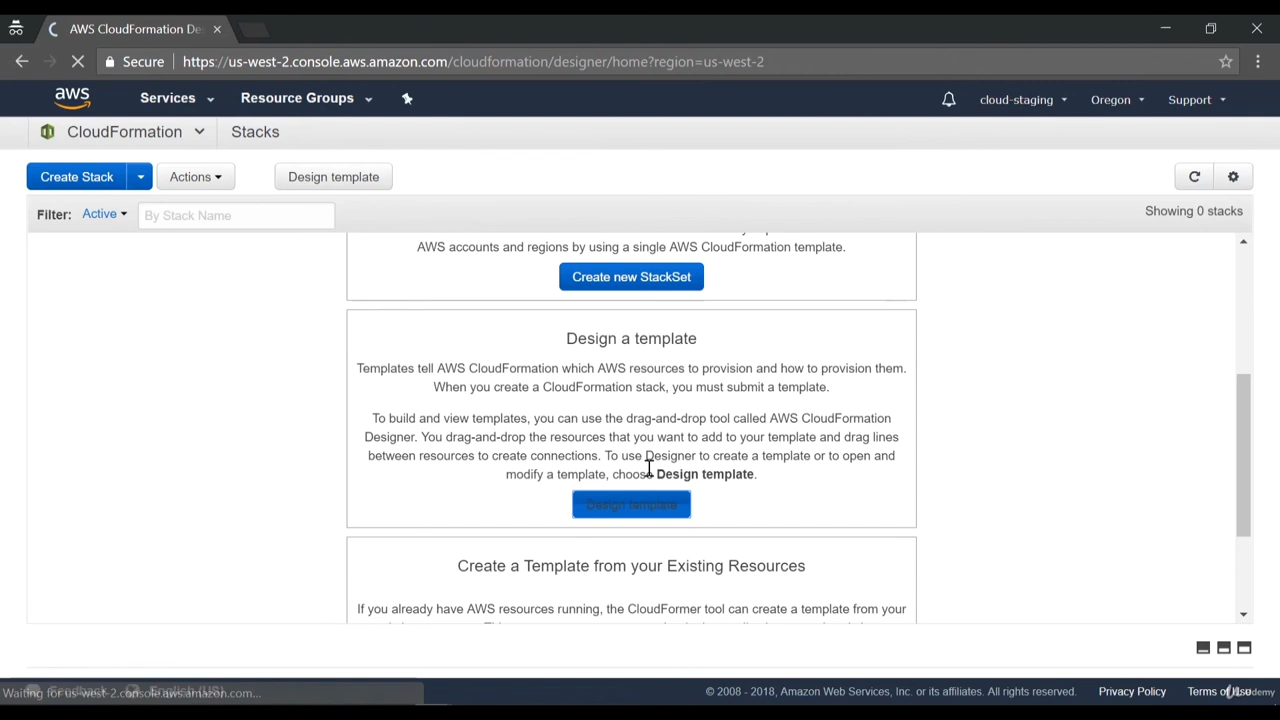 AWS CloudFormation De
Secure https://us-west-2.console.aws.amazon.com/cloudformation/designer/home?region=us-west-2
aws Services Resource Groups cloud-staging Oregon Support
CloudFormation Stacks
Create Stack Actions Design template
Filter: Active By Stack Name Showing 0 stacks
AWS accounts and regions by using a single AWS CloudFormation template.
Create new StackSet
Design a template
Templates tell AWS CloudFormation which AWS resources to provision and how to provision them.
When you create a CloudFormation stack, you must submit a template.
To build and view templates, you can use the drag-and-drop tool called AWS CloudFormation
Designer. You drag-and-drop the resources that you want to add to your template and drag lines
between resources to create connections. To use Designer to create a template or to open and
modify a template, choose Design template.
Design template
Create a Template from your Existing Resources
If you already have AWS resources running, the CloudFormer tool can create a template from your
Waiting for us-west-2.console.aws.amazon.com... © 2008 - 2018, Amazon Web Services, Inc. or its affiliates. All rights reserved. Privacy Policy Terms of Use
Udemy